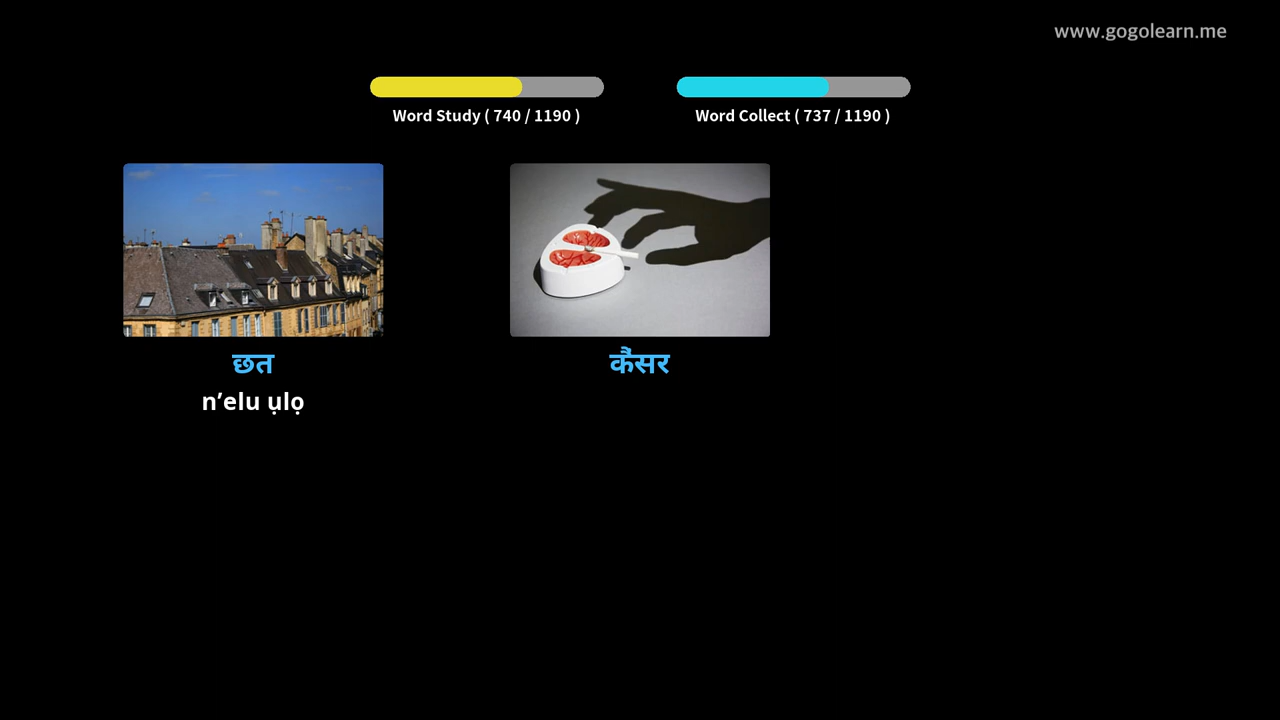 www.gogolearn.me
Word Study ( 740 / 1190 )
Word Collect ( 737 / 1190 )
छत
कैंसर
n’elu ụlọ